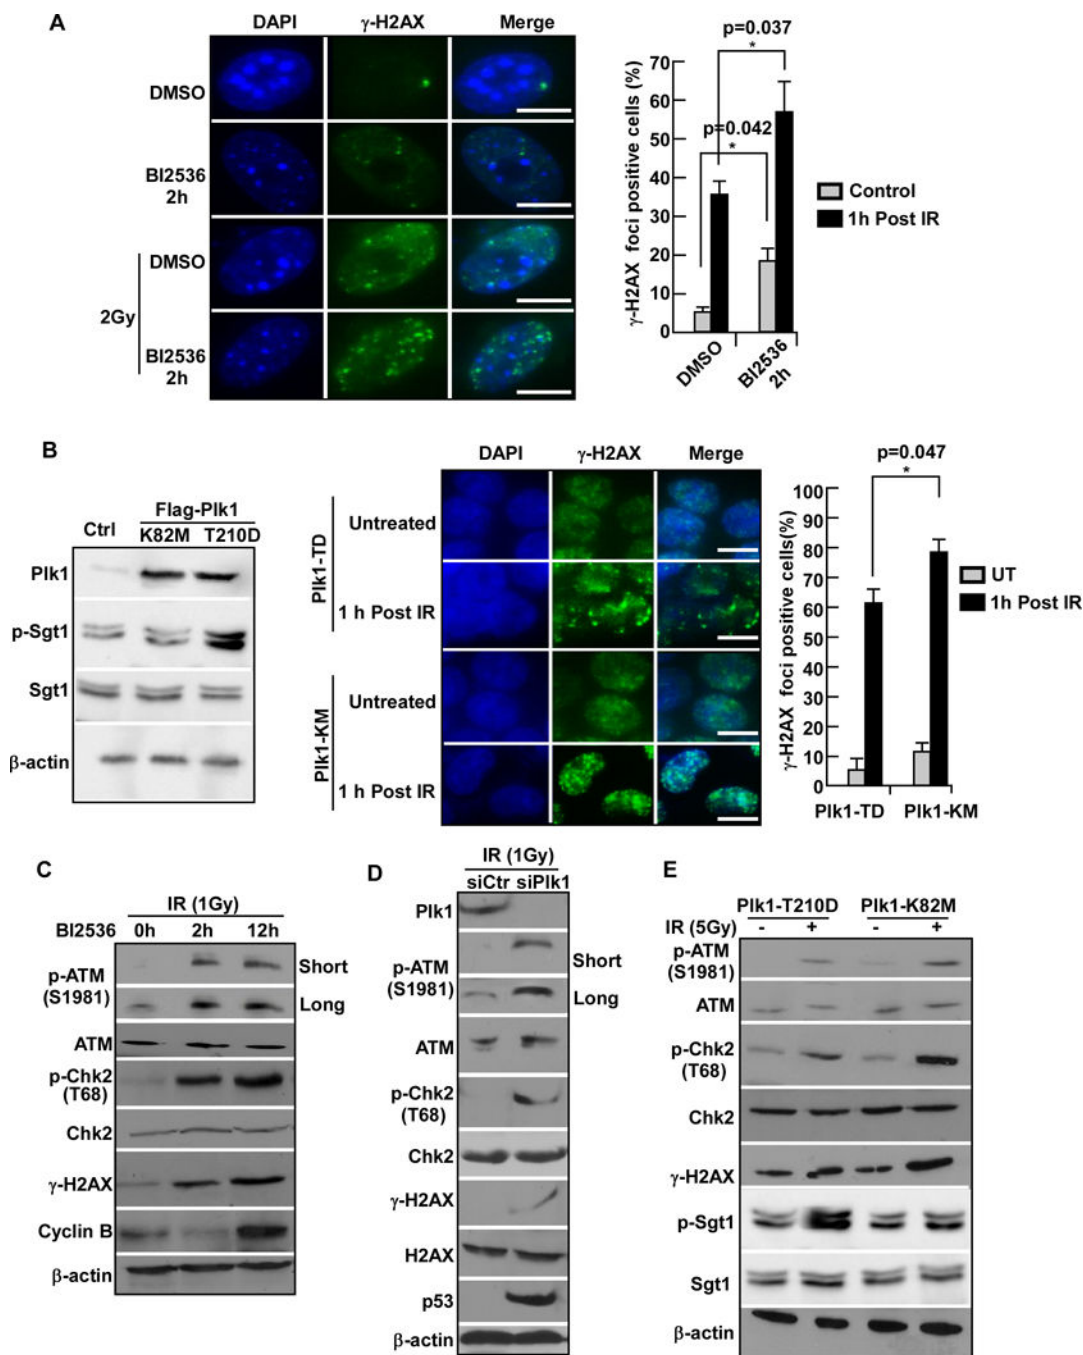 A
DAPI γ-H2AX Merge
DMSO
BI2536
2h
DMSO
2Gy
BI2536
2h
p=0.037
*
p=0.042
*
γ-H2AX foci positive cells (%)
70
60
50
40
30
20
10
0
DMSO
BI2536
2h
Control
1h Post IR
B
Flag-Plk1
Ctrl K82M T210D
Plk1
p-Sgt1
Sgt1
β-actin
DAPI γ-H2AX Merge
Plk1-TD
Untreated
1 h Post IR
Plk1-KM
Untreated
1 h Post IR
p=0.047
*
γ-H2AX foci positive cells(%)
100
90
80
70
60
50
40
30
20
10
0
Plk1-TD Plk1-KM
UT
1h Post IR
C
IR (1Gy)
BI2536 0h 2h 12h
p-ATM
(S1981)
Short
Long
ATM
p-Chk2
(T68)
Chk2
γ-H2AX
Cyclin B
β-actin
D
IR (1Gy)
siCtr siPlk1
Plk1
p-ATM
(S1981)
Short
Long
ATM
p-Chk2
(T68)
Chk2
γ-H2AX
H2AX
p53
β-actin
E
Plk1-T210D Plk1-K82M
IR (5Gy) - + - +
p-ATM
(S1981)
ATM
p-Chk2
(T68)
Chk2
γ-H2AX
p-Sgt1
Sgt1
β-actin